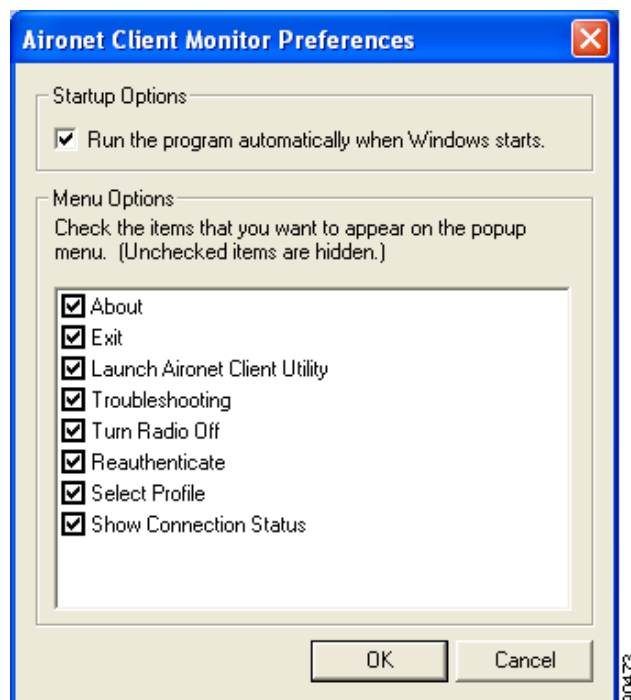 Aironet Client Monitor Preferences
Startup Options
Run the program automatically when Windows starts.
Menu Options
Check the items that you want to appear on the popup
menu. (Unchecked items are hidden.)
About
Exit
Launch Aironet Client Utility
Troubleshooting
Turn Radio Off
Reauthenticate
Select Profile
Show Connection Status
OK
Cancel